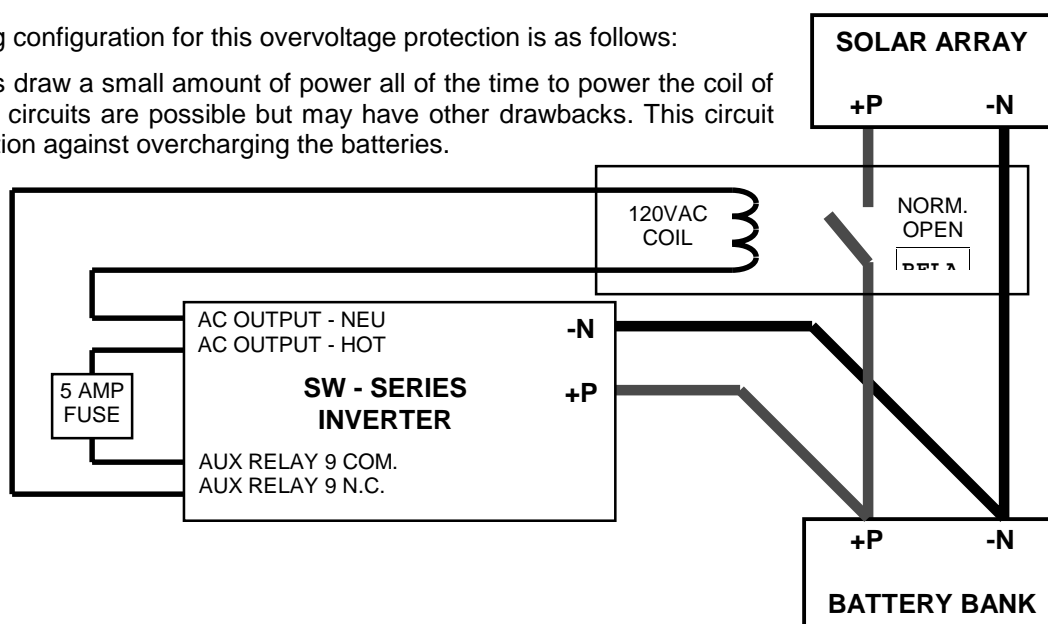 g configuration for this overvoltage protection is as follows:
s draw a small amount of power all of the time to power the coil of
circuits are possible but may have other drawbacks. This circuit
tion against overcharging the batteries.
SOLAR ARRAY
+P -N
120VAC
COIL
NORM.
OPEN
AC OUTPUT - NEU
AC OUTPUT - HOT
-N
SW - SERIES
INVERTER
+P
5 AMP
FUSE
AUX RELAY 9 COM.
AUX RELAY 9 N.C.
+P -N
BATTERY BANK